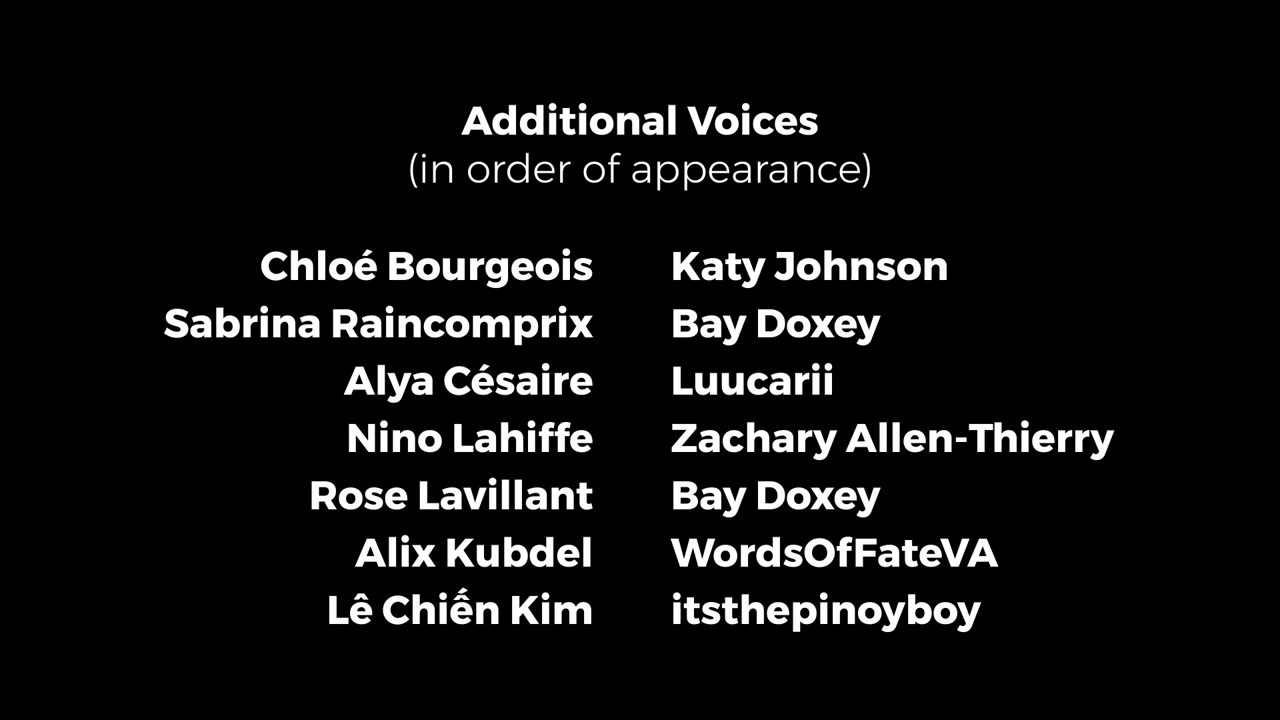 Additional Voices
(in order of appearance)
Chloé Bourgeois Katy Johnson
Sabrina Raincomprix Bay Doxey
Alya Césaire Luucarii
Nino Lahiffe Zachary Allen-Thierry
Rose Lavillant Bay Doxey
Alix Kubdel WordsOfFateVA
Lê Chiến Kim itsthepinoyboy